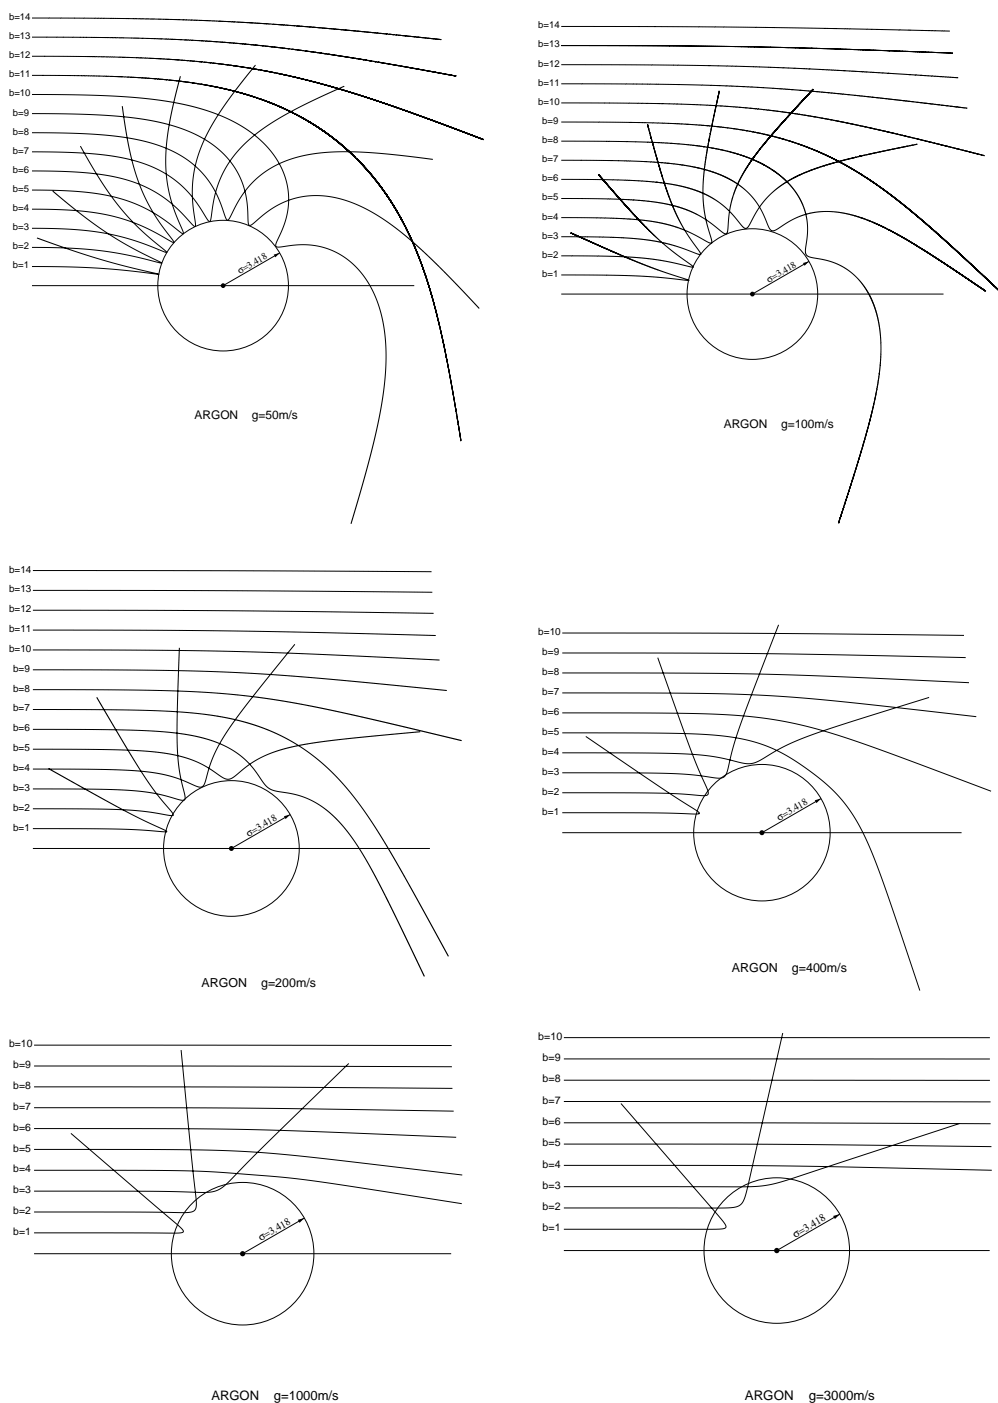 b=14
b=13
b=12
b=11
b=10
b=9
b=8
b=7
b=6
b=5
b=4
b=3
b=2
b=1
σ=3.418
ARGON g=50m/s
b=14
b=13
b=12
b=11
b=10
b=9
b=8
b=7
b=6
b=5
b=4
b=3
b=2
b=1
σ=3.418
ARGON g=100m/s
b=14
b=13
b=12
b=11
b=10
b=9
b=8
b=7
b=6
b=5
b=4
b=3
b=2
b=1
σ=3.418
ARGON g=200m/s
b=10
b=9
b=8
b=7
b=6
b=5
b=4
b=3
b=2
b=1
σ=3.418
ARGON g=400m/s
b=10
b=9
b=8
b=7
b=6
b=5
b=4
b=3
b=2
b=1
σ=3.418
ARGON g=1000m/s
b=10
b=9
b=8
b=7
b=6
b=5
b=4
b=3
b=2
b=1
σ=3.418
ARGON g=3000m/s